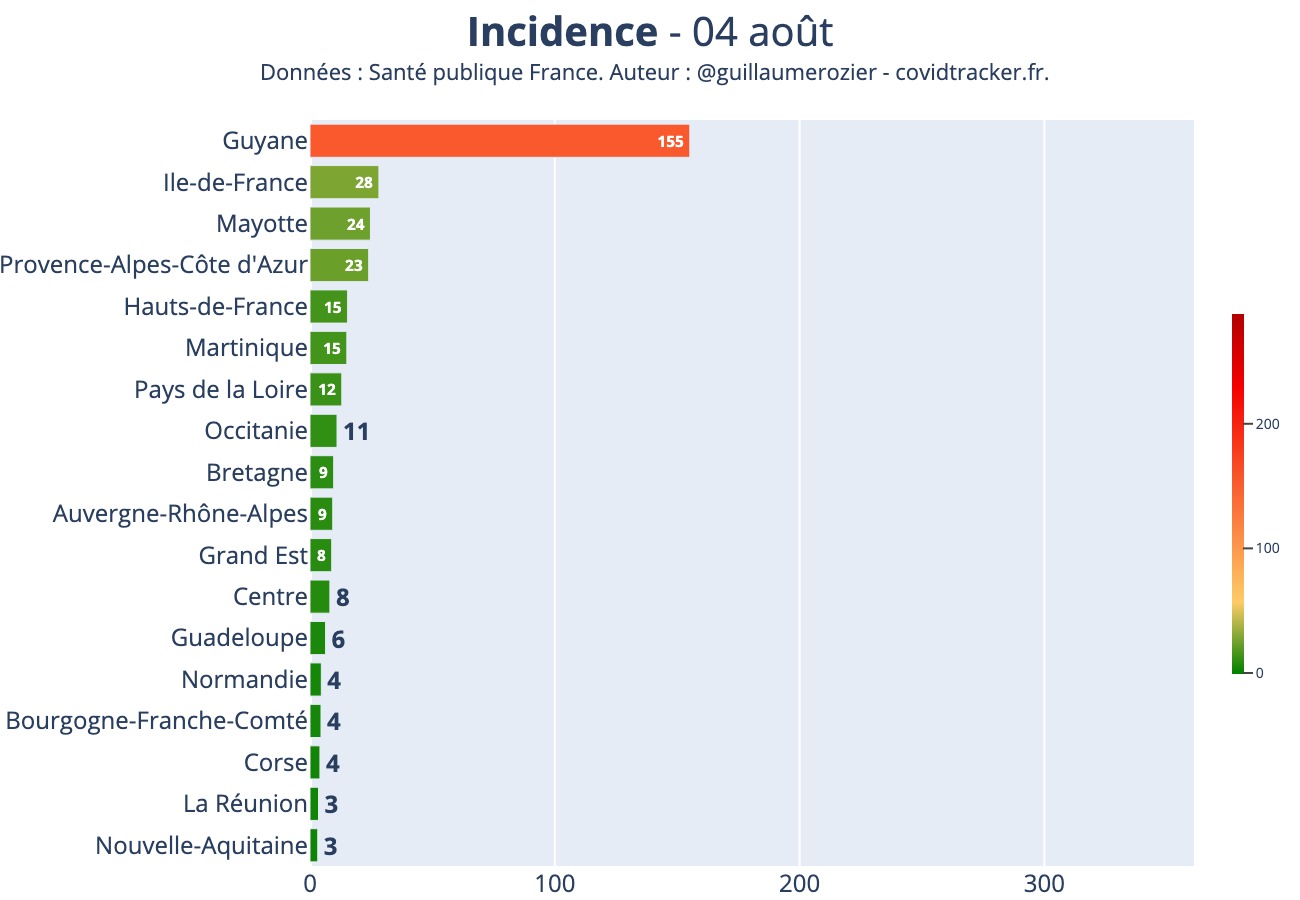 Incidence - 04 août
Données : Santé publique France. Auteur : @guillaumerozier - covidtracker.fr.
Guyane 155
Ile-de-France 28
Mayotte 24
Provence-Alpes-Côte d'Azur 23
Hauts-de-France 15
Martinique 15
Pays de la Loire 12
Occitanie 11
Bretagne 9
Auvergne-Rhône-Alpes 9
Grand Est 8
Centre 8
Guadeloupe 6
Normandie 4
Bourgogne-Franche-Comté 4
Corse 4
La Réunion 3
Nouvelle-Aquitaine 3
0 100 200 300
200
100
0